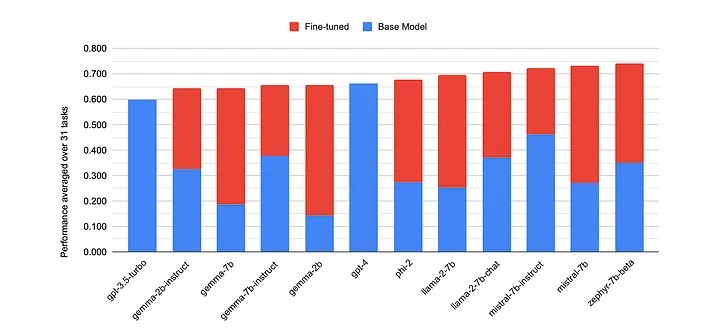 Fine-tuned Base Model
Performance averaged over 31 tasks
0.800
0.700
0.600
0.500
0.400
0.300
0.200
0.100
0.000
gpt-3.5-turbo
gemma-2b-instruct
gemma-7b
gemma-7b-instruct
gemma-2b
gpt-4
phi-2
llama-2-7b
llama-2-7b-chat
mistral-7b-instruct
mistral-7b
zephyr-7b-beta